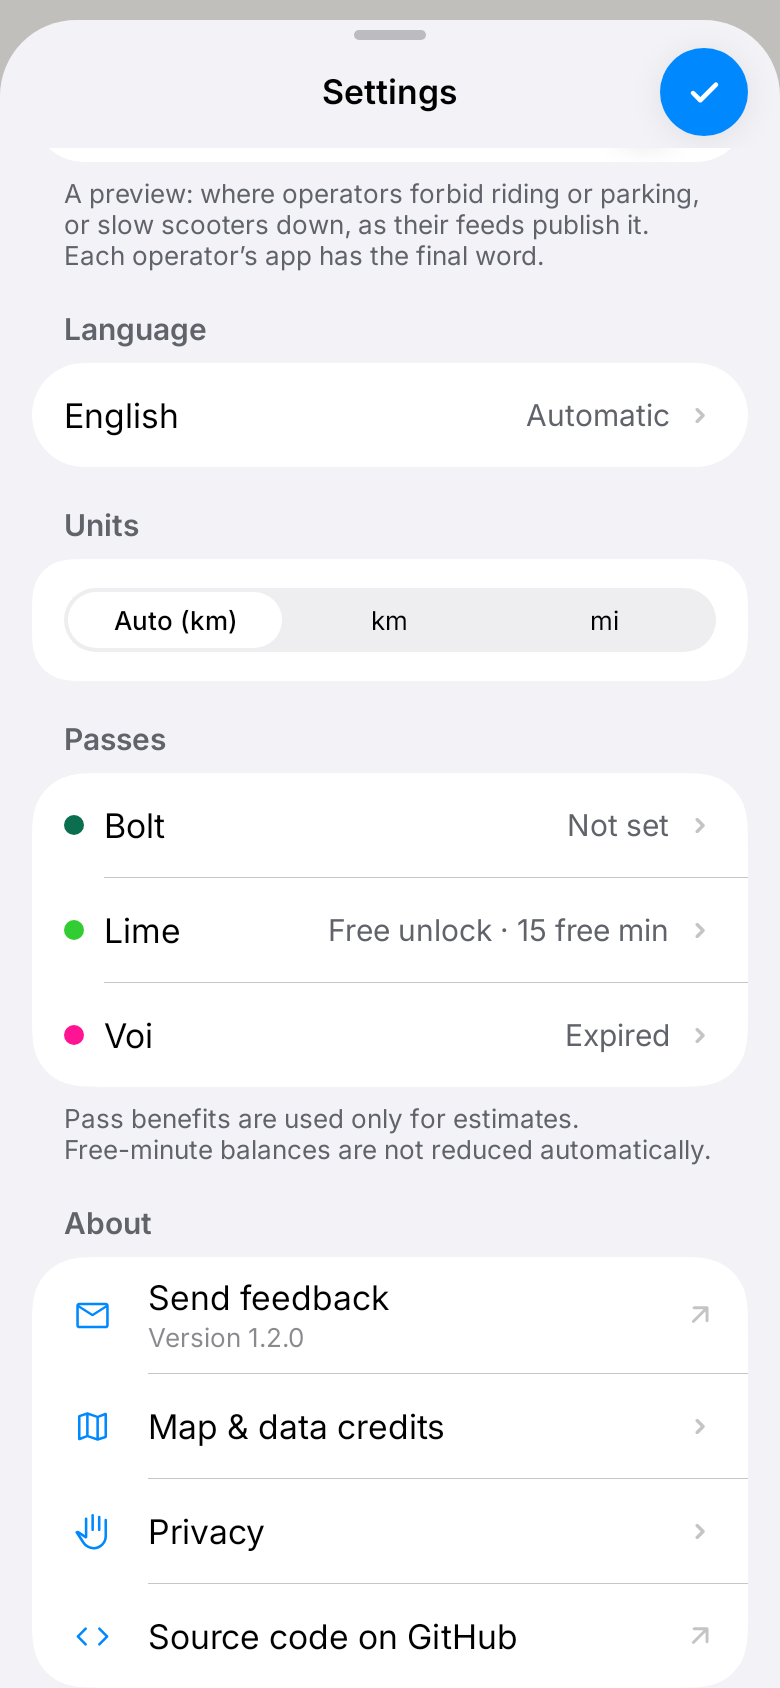 Settings
A preview: where operators forbid riding or parking,
or slow scooters down, as their feeds publish it.
Each operator’s app has the final word.
Language
English Automatic
Units
Auto (km) km mi
Passes
Bolt Not set
Lime Free unlock · 15 free min
Voi Expired
Pass benefits are used only for estimates.
Free-minute balances are not reduced automatically.
About
Send feedback
Version 1.2.0
Map & data credits
Privacy
Source code on GitHub